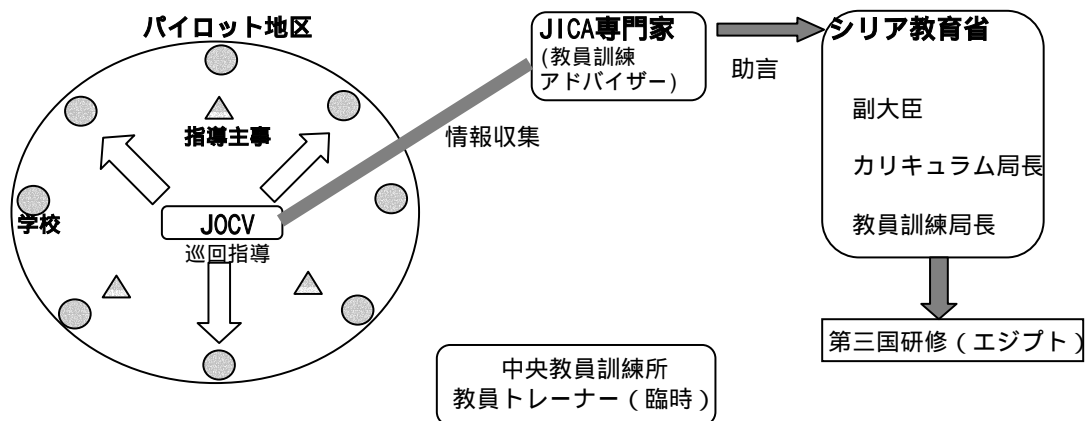 パイロット地区
指導主事
学校
JOCV
巡回指導
情報収集
JICA専門家
(教員訓練
アドバイザー)
助言
シリア教育省
副大臣
カリキュラム局長
教員訓練局長
第三国研修（エジプト）
中央教員訓練所
教員トレーナー（臨時）